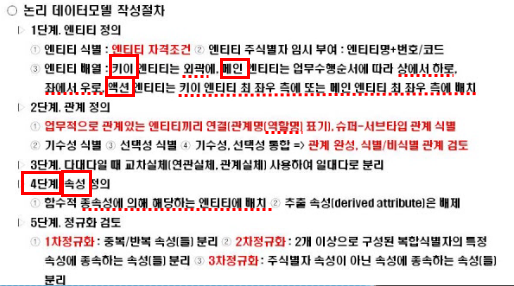 ○ 논리 데이터모델 작성절차
▷ 1단계. 엔티티 정의
① 엔티티 식별 : 엔티티 자격조건 ② 엔티티 주식별자 임시 부여 : 엔티티명+번호/코드
③ 엔티티 배열 : 키이 엔티티는 외곽에, 메인 엔티티는 업무수행순서에 따라 상에서 하로,
좌에서 우로, 액션 엔티티는 키이 엔티티 최 좌우 측에 또는 메인 엔티티 최 좌우 측에 배치
▷ 2단계. 관계 정의
① 업무적으로 관계있는 엔티티끼리 연결(관계명(역할명) 표기), 슈퍼-서브타입 관계 식별
② 기수성 식별 ③ 선택성 식별 ④ 기수성, 선택성 통합 => 관계 완성, 식별/비식별 관계 검토
▷ 3단계. 다대다일 때 교차실체(연관실체, 관계실체) 사용하여 일대다로 분리
▷ 4단계. 속성 정의
① 함수적 종속성에 의해 해당하는 엔티티에 배치 ② 추출 속성(derived attribute)은 배제
▷ 5단계. 정규화 검토
① 1차정규화 : 중복/반복 속성(들) 분리 ② 2차정규화 : 2개 이상으로 구성된 복합식별자의 특정
속성에 종속하는 속성(들) 분리 ③ 3차정규화 : 주식별자 속성이 아닌 속성에 종속하는 속성(들)
분리